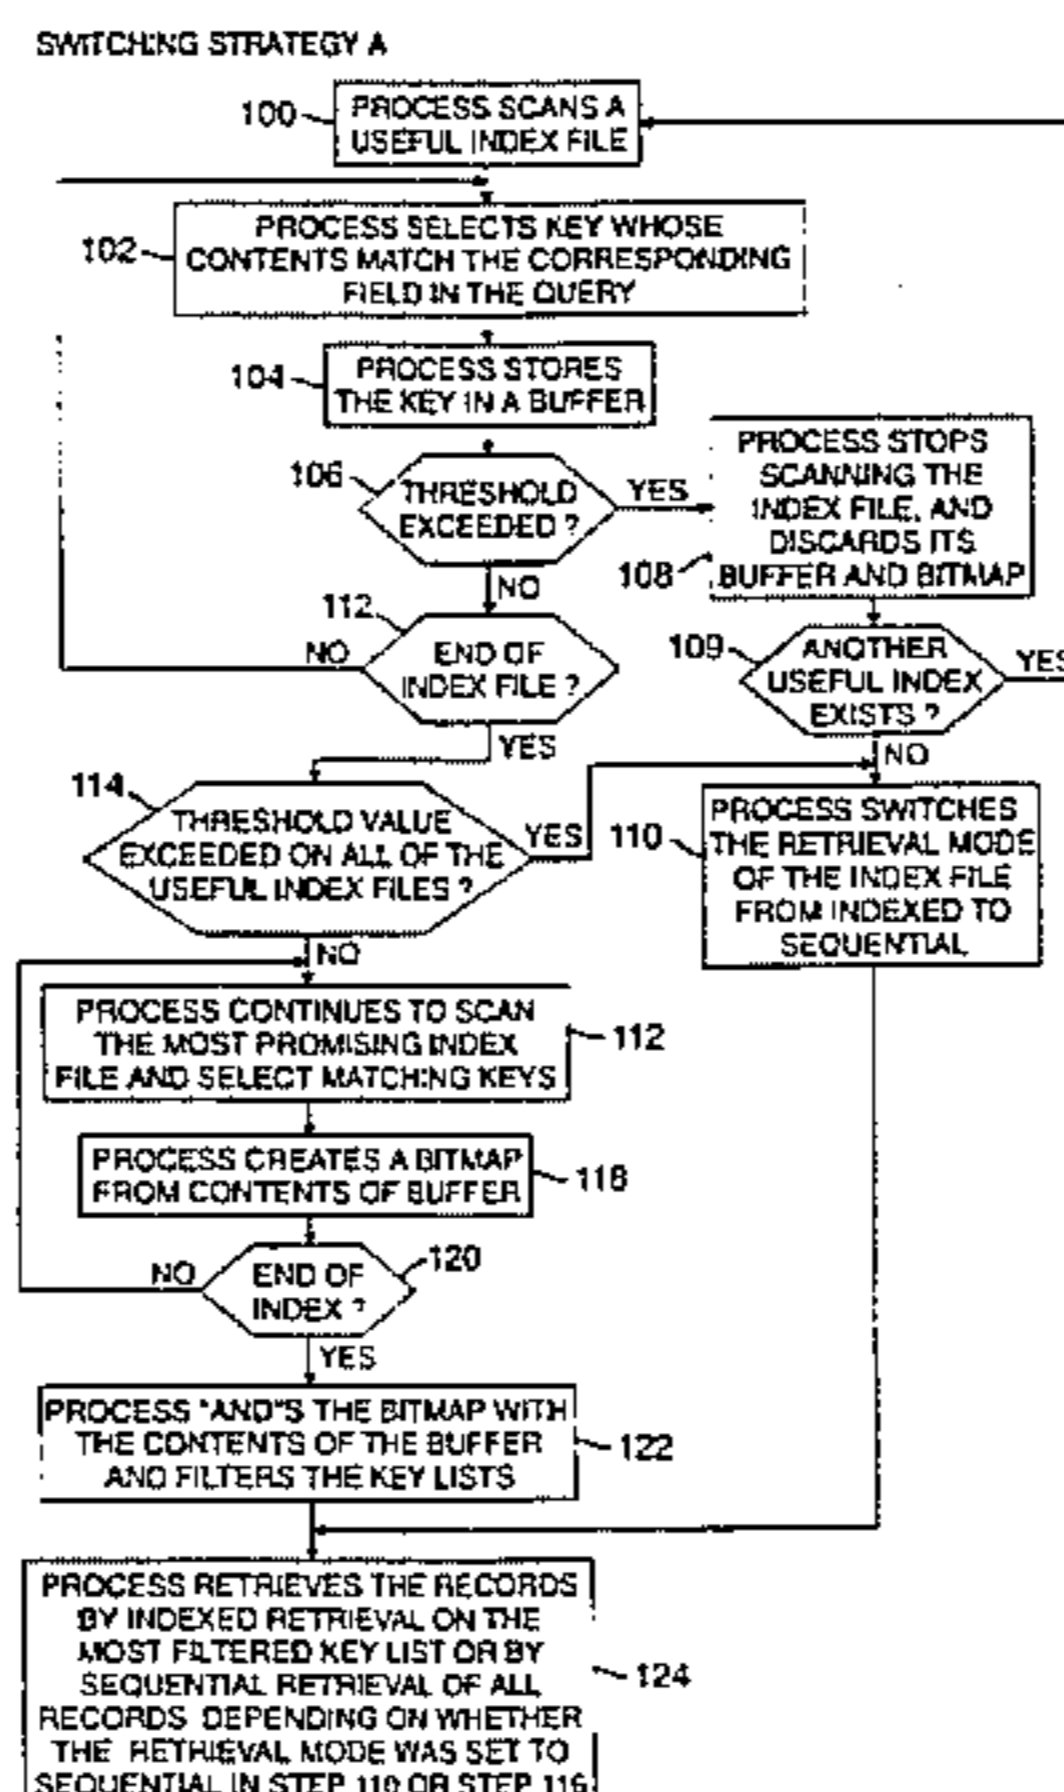 SWITCHING STRATEGY A
100
PROCESS SCANS A
USEFUL INDEX FILE
102
PROCESS SELECTS KEY WHOSE
CONTENTS MATCH THE CORRESPONDING
FIELD IN THE QUERY
104
PROCESS STORES
THE KEY IN A BUFFER
106
THRESHOLD
EXCEEDED ?
YES
NO
PROCESS STOPS
SCANNING THE
INDEX FILE, AND
DISCARDS ITS
BUFFER AND BITMAP
108
112
END OF
INDEX FILE ?
NO
YES
109
ANOTHER
USEFUL INDEX
EXISTS ?
YES
NO
114
THRESHOLD VALUE
EXCEEDED ON ALL OF THE
USEFUL INDEX FILES ?
YES
NO
110
PROCESS SWITCHES
THE RETRIEVAL MODE
OF THE INDEX FILE
FROM INDEXED TO
SEQUENTIAL
PROCESS CONTINUES TO SCAN
THE MOST PROMISING INDEX
FILE AND SELECT MATCHING KEYS
112
PROCESS CREATES A BITMAP
FROM CONTENTS OF BUFFER
118
END OF
INDEX ?
120
NO
YES
PROCESS "AND"S THE BITMAP WITH
THE CONTENTS OF THE BUFFER
AND FILTERS THE KEY LISTS
122
PROCESS RETRIEVES THE RECORDS
BY INDEXED RETRIEVAL ON THE
MOST FILTERED KEY LIST OR BY
SEQUENTIAL RETRIEVAL OF ALL
RECORDS DEPENDING ON WHETHER
THE RETRIEVAL MODE WAS SET TO
SEQUENTIAL IN STEP 110 OR STEP 116
124